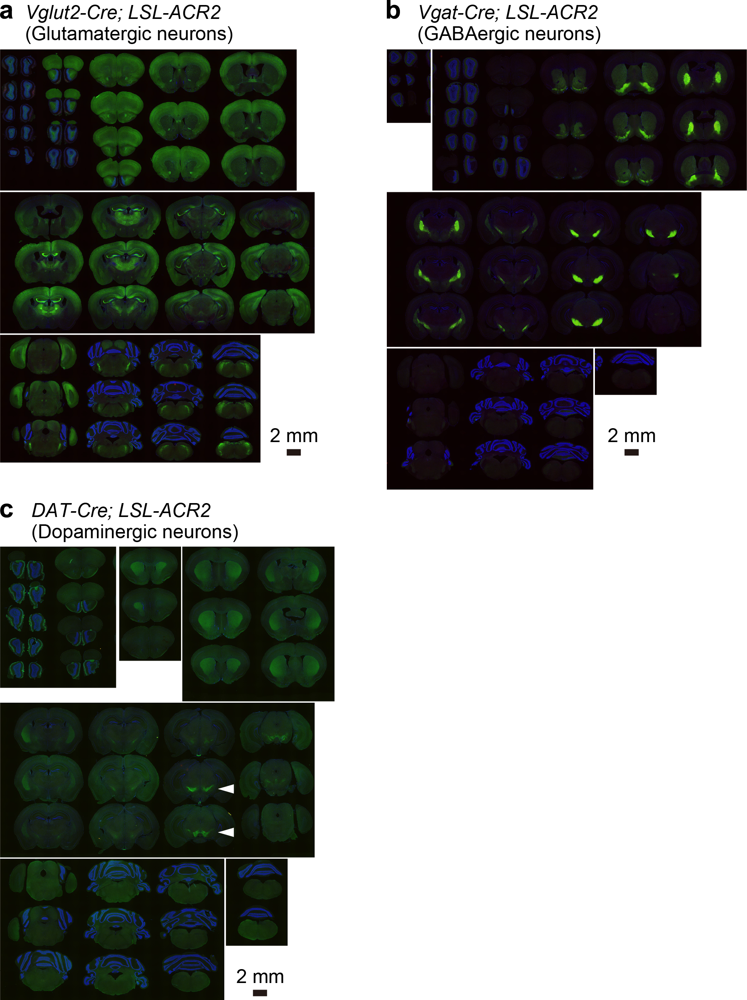 a Vglut2-Cre; LSL-ACR2
(Glutamatergic neurons)
b Vgat-Cre; LSL-ACR2
(GABAergic neurons)
2 mm
2 mm
c DAT-Cre; LSL-ACR2
(Dopaminergic neurons)
2 mm